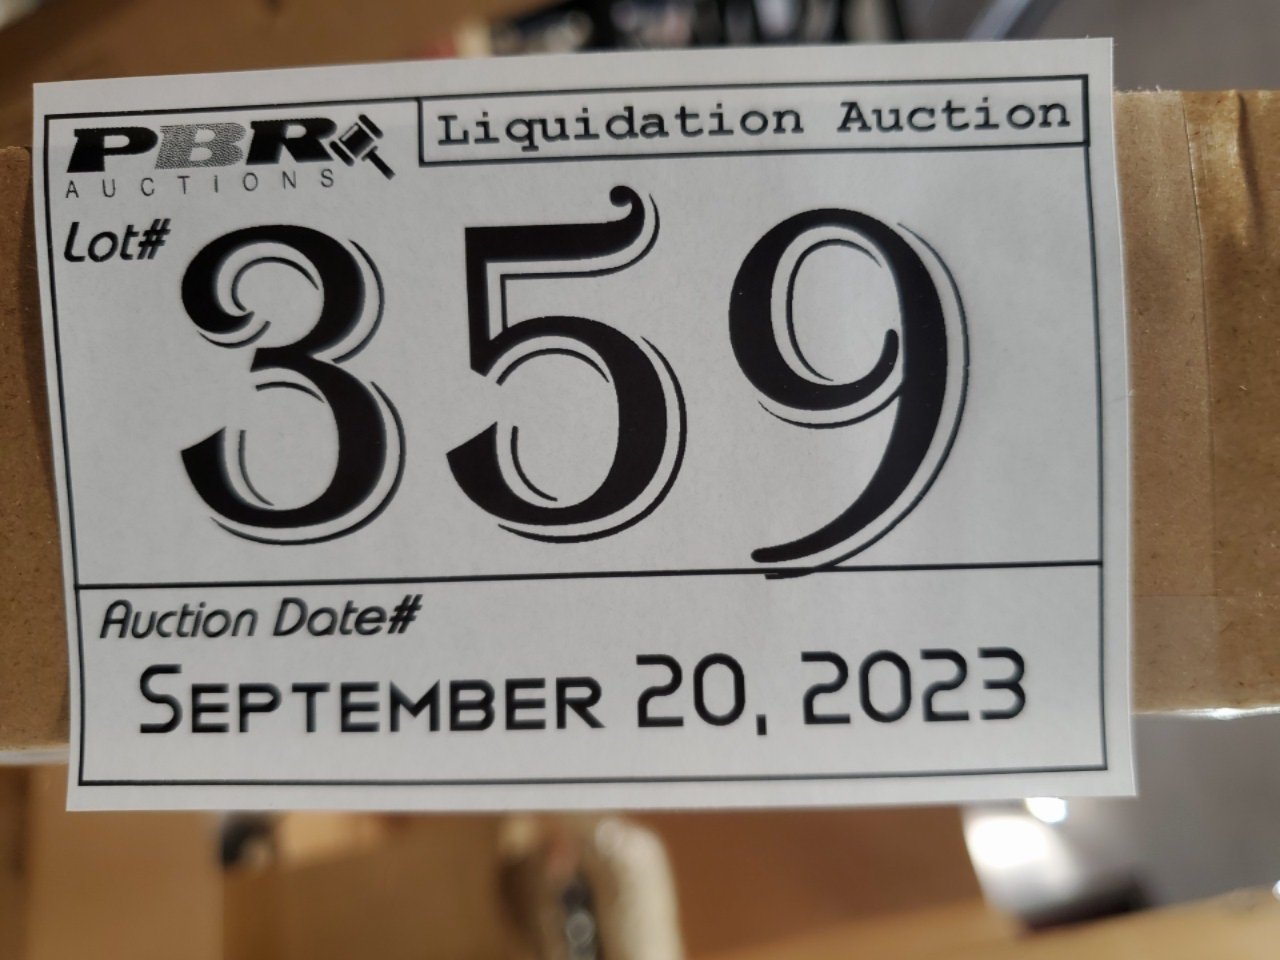 PBR
AUCTIONS
Liquidation Auction
Lot#
359
Auction Date#
September 20, 2023